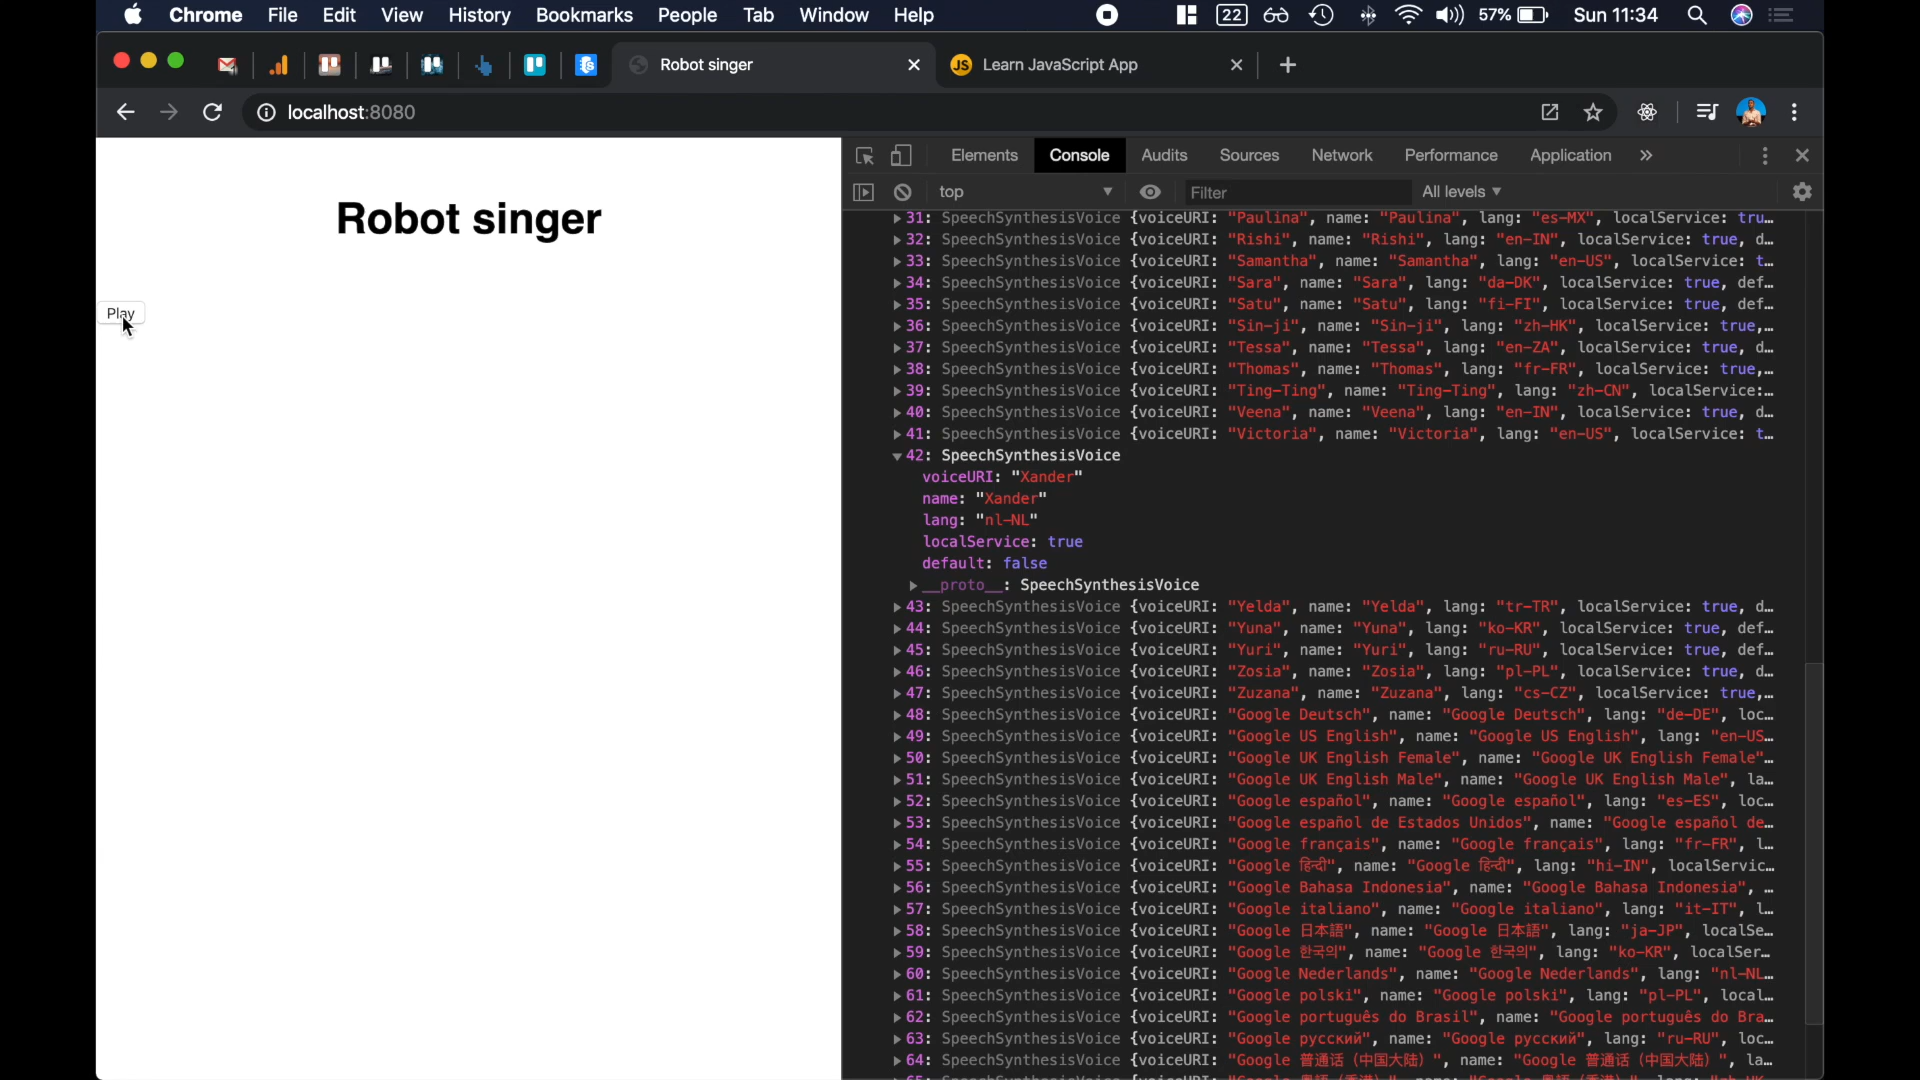 Chrome File Edit View History Bookmarks People Tab Window Help 22 57% Sun 11:34
Robot singer Learn JavaScript App
localhost:8080
Elements Console Audits Sources Network Performance Application »
top Filter All levels
Robot singer
Play
31: SpeechSynthesisVoice {voiceURI: "Paulina", name: "Paulina", lang: "es-MX", localService: tru…
32: SpeechSynthesisVoice {voiceURI: "Rishi", name: "Rishi", lang: "en-IN", localService: true, d…
33: SpeechSynthesisVoice {voiceURI: "Samantha", name: "Samantha", lang: "en-US", localService: t…
34: SpeechSynthesisVoice {voiceURI: "Sara", name: "Sara", lang: "da-DK", localService: true, def…
35: SpeechSynthesisVoice {voiceURI: "Satu", name: "Satu", lang: "fi-FI", localService: true, def…
36: SpeechSynthesisVoice {voiceURI: "Sin-ji", name: "Sin-ji", lang: "zh-HK", localService: true,…
37: SpeechSynthesisVoice {voiceURI: "Tessa", name: "Tessa", lang: "en-ZA", localService: true, d…
38: SpeechSynthesisVoice {voiceURI: "Thomas", name: "Thomas", lang: "fr-FR", localService: true,…
39: SpeechSynthesisVoice {voiceURI: "Ting-Ting", name: "Ting-Ting", lang: "zh-CN", localService:…
40: SpeechSynthesisVoice {voiceURI: "Veena", name: "Veena", lang: "en-IN", localService: true, d…
41: SpeechSynthesisVoice {voiceURI: "Victoria", name: "Victoria", lang: "en-US", localService: t…
42: SpeechSynthesisVoice
voiceURI: "Xander"
name: "Xander"
lang: "nl-NL"
localService: true
default: false
__proto__: SpeechSynthesisVoice
43: SpeechSynthesisVoice {voiceURI: "Yelda", name: "Yelda", lang: "tr-TR", localService: true, d…
44: SpeechSynthesisVoice {voiceURI: "Yuna", name: "Yuna", lang: "ko-KR", localService: true, def…
45: SpeechSynthesisVoice {voiceURI: "Yuri", name: "Yuri", lang: "ru-RU", localService: true, def…
46: SpeechSynthesisVoice {voiceURI: "Zosia", name: "Zosia", lang: "pl-PL", localService: true, d…
47: SpeechSynthesisVoice {voiceURI: "Zuzana", name: "Zuzana", lang: "cs-CZ", localService: true,…
48: SpeechSynthesisVoice {voiceURI: "Google Deutsch", name: "Google Deutsch", lang: "de-DE", loc…
49: SpeechSynthesisVoice {voiceURI: "Google US English", name: "Google US English", lang: "en-US…
50: SpeechSynthesisVoice {voiceURI: "Google UK English Female", name: "Google UK English Female"…
51: SpeechSynthesisVoice {voiceURI: "Google UK English Male", name: "Google UK English Male", la…
52: SpeechSynthesisVoice {voiceURI: "Google español", name: "Google español", lang: "es-ES", loc…
53: SpeechSynthesisVoice {voiceURI: "Google español de Estados Unidos", name: "Google español de…
54: SpeechSynthesisVoice {voiceURI: "Google français", name: "Google français", lang: "fr-FR", l…
55: SpeechSynthesisVoice {voiceURI: "Google हिन्दी", name: "Google हिन्दी", lang: "hi-IN", localServic…
56: SpeechSynthesisVoice {voiceURI: "Google Bahasa Indonesia", name: "Google Bahasa Indonesia", …
57: SpeechSynthesisVoice {voiceURI: "Google italiano", name: "Google italiano", lang: "it-IT", l…
58: SpeechSynthesisVoice {voiceURI: "Google 日本語", name: "Google 日本語", lang: "ja-JP", localSe…
59: SpeechSynthesisVoice {voiceURI: "Google 한국의", name: "Google 한국의", lang: "ko-KR", localSer…
60: SpeechSynthesisVoice {voiceURI: "Google Nederlands", name: "Google Nederlands", lang: "nl-NL…
61: SpeechSynthesisVoice {voiceURI: "Google polski", name: "Google polski", lang: "pl-PL", local…
62: SpeechSynthesisVoice {voiceURI: "Google português do Brasil", name: "Google português do Bra…
63: SpeechSynthesisVoice {voiceURI: "Google русский", name: "Google русский", lang: "ru-RU", loc…
64: SpeechSynthesisVoice {voiceURI: "Google 普通话（中国大陆）", name: "Google 普通话（中国大陆）", la…